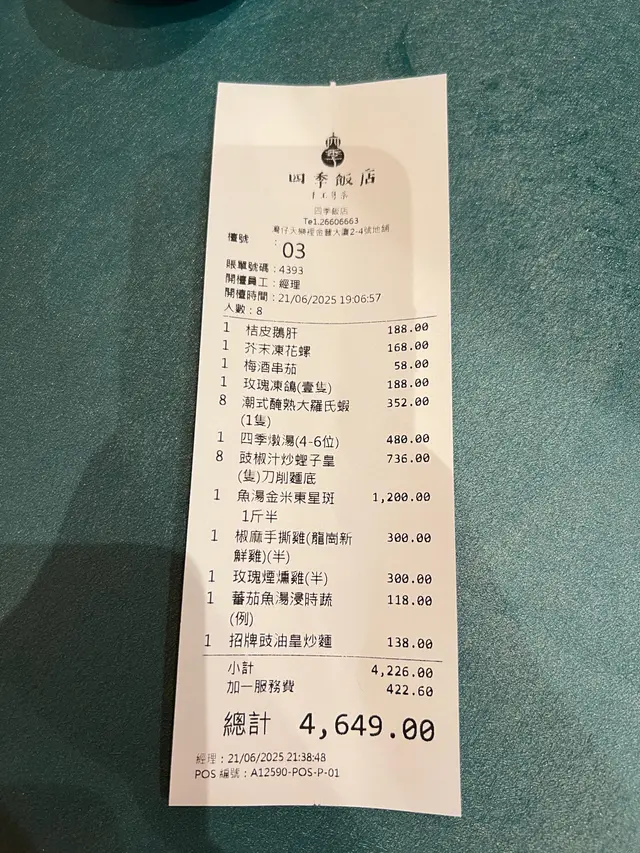 四季飯店
四季飯店
Tel.26606663
灣仔大㘭徑金寶大廈2-4號地舖
檯號 :
03
賬單號碼 : 4393
開檯員工 : 經理
開檯時間 : 21/06/2025 19:06:57
人數 : 8
1 桔皮鵝肝 188.00
1 芥末凍花螺 168.00
1 梅酒串茄 58.00
1 玫瑰凍鴿(壹隻) 188.00
8 潮式醃熟大羅氏蝦 352.00
(1隻)
1 四季燉湯(4-6位) 480.00
8 豉椒汁炒蟶子皇 736.00
(隻)刀削麵底
1 魚湯金米東星斑 1,200.00
1斤半
1 椒麻手撕雞(龍崗新 300.00
鮮雞)(半)
1 玫瑰煙燻雞(半) 300.00
1 蕃茄魚湯浸時蔬 118.00
(例)
1 招牌豉油皇炒麵 138.00
小計 4,226.00
加一服務費 422.60
總計 4,649.00
經理 : 21/06/2025 21:38:48
POS 編號 : A12590-POS-P-01